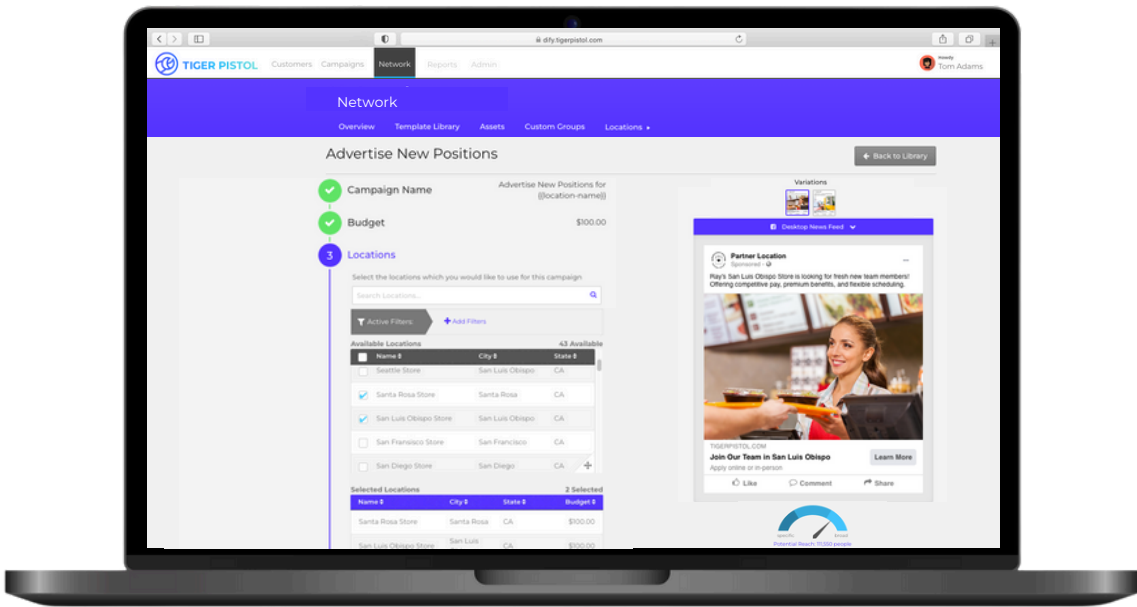 dify.tigerpistol.com
TIGER PISTOL Customers Campaigns Network Reports Admin
Howdy
Tom Adams
Network
Overview Template Library Assets Custom Groups Locations
Advertise New Positions
Back to Library
Campaign Name
Advertise New Positions for
{{location-name}}
Budget
$100.00
3 Locations
Select the locations which you would like to use for this campaign
Search Locations...
Active Filters
Add Filters
Available Locations 43 Available
Name City State
Seattle Store San Luis Obispo CA
Santa Rosa Store Santa Rosa CA
San Luis Obispo Store San Luis Obispo CA
San Fransisco Store San Francisco CA
San Diego Store San Diego CA
Selected Locations 2 Selected
Name City State Budget
Santa Rosa Store Santa Rosa CA $100.00
San Luis Obispo Store San Luis CA $100.00
Variations
Desktop News Feed
Partner Location
Sponsored
Ray's San Luis Obispo Store is looking for fresh new team members!
Offering competitive pay, premium benefits, and flexible scheduling.
TIGERPISTOL.COM
Join Our Team in San Luis Obispo
Apply online or in-person
Learn More
Like Comment Share
specific broad
Potential Reach: people